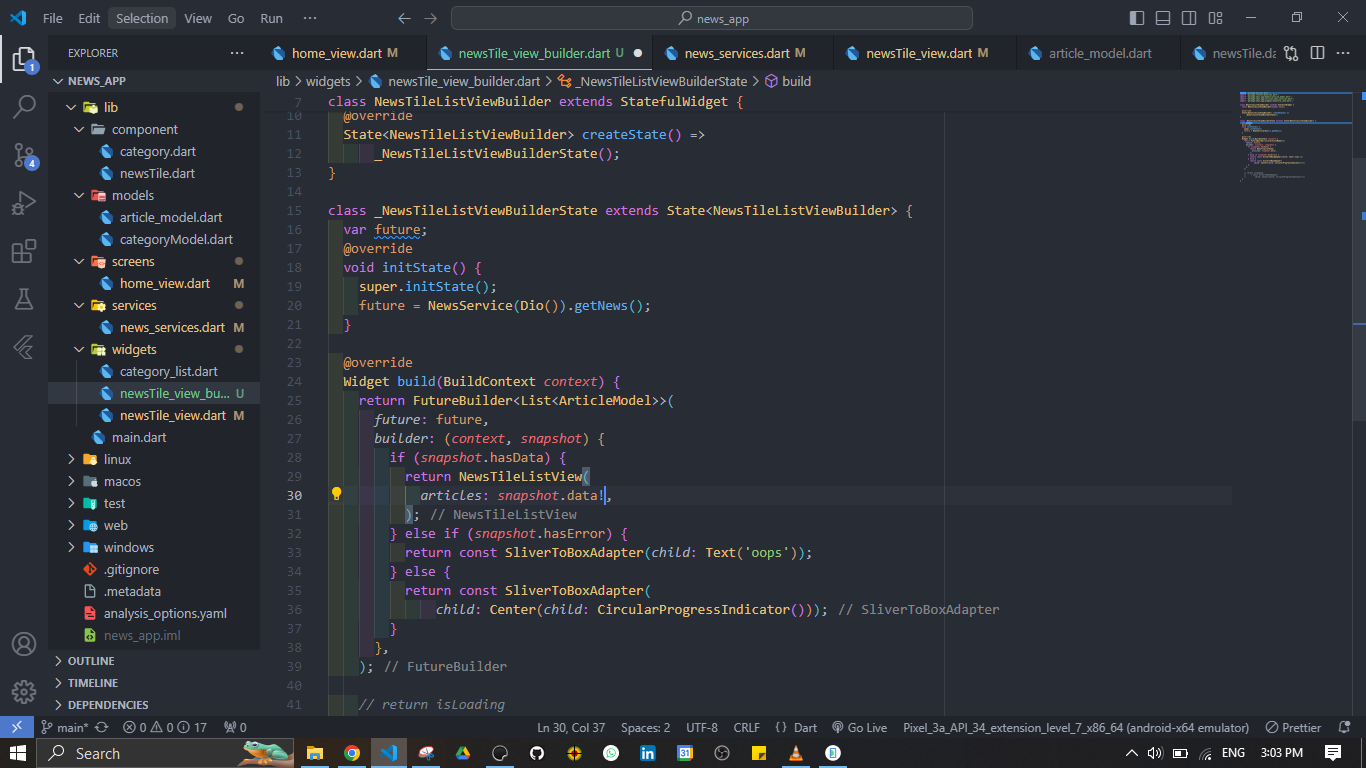 File Edit Selection View Go Run ··· news_app
EXPLORER ···
NEWS_APP
lib
component
category.dart
newsTile.dart
models
article_model.dart
categoryModel.dart
screens
home_view.dart M
services
news_services.dart M
widgets
category_list.dart
newsTile_view_bu... U
newsTile_view.dart M
main.dart
linux
macos
test
web
windows
.gitignore
.metadata
analysis_options.yaml
news_app.iml
OUTLINE
TIMELINE
DEPENDENCIES
1
4
home_view.dart M newsTile_view_builder.dart U news_services.dart M newsTile_view.dart M article_model.dart newsTile.da ···
lib > widgets > newsTile_view_builder.dart > _NewsTileListViewBuilderState > build
7 class NewsTileListViewBuilder extends StatefulWidget {
10 @override
11 State<NewsTileListViewBuilder> createState() =>
12 _NewsTileListViewBuilderState();
13 }
14
15 class _NewsTileListViewBuilderState extends State<NewsTileListViewBuilder> {
16 var future;
17 @override
18 void initState() {
19 super.initState();
20 future = NewsService(Dio()).getNews();
21 }
22
23 @override
24 Widget build(BuildContext context) {
25 return FutureBuilder<List<ArticleModel>>(
26 future: future,
27 builder: (context, snapshot) {
28 if (snapshot.hasData) {
29 return NewsTileListView(
30 articles: snapshot.data!,
31 ); // NewsTileListView
32 } else if (snapshot.hasError) {
33 return const SliverToBoxAdapter(child: Text('oops'));
34 } else {
35 return const SliverToBoxAdapter(
36 child: Center(child: CircularProgressIndicator())); // SliverToBoxAdapter
37 }
38 },
39 ); // FutureBuilder
40
41 // return isLoading
main* 0 0 17 0 Ln 30, Col 37 Spaces: 2 UTF-8 CRLF {} Dart Go Live Pixel_3a_API_34_extension_level_7_x86_64 (android-x64 emulator) Prettier
Search ENG 3:03 PM